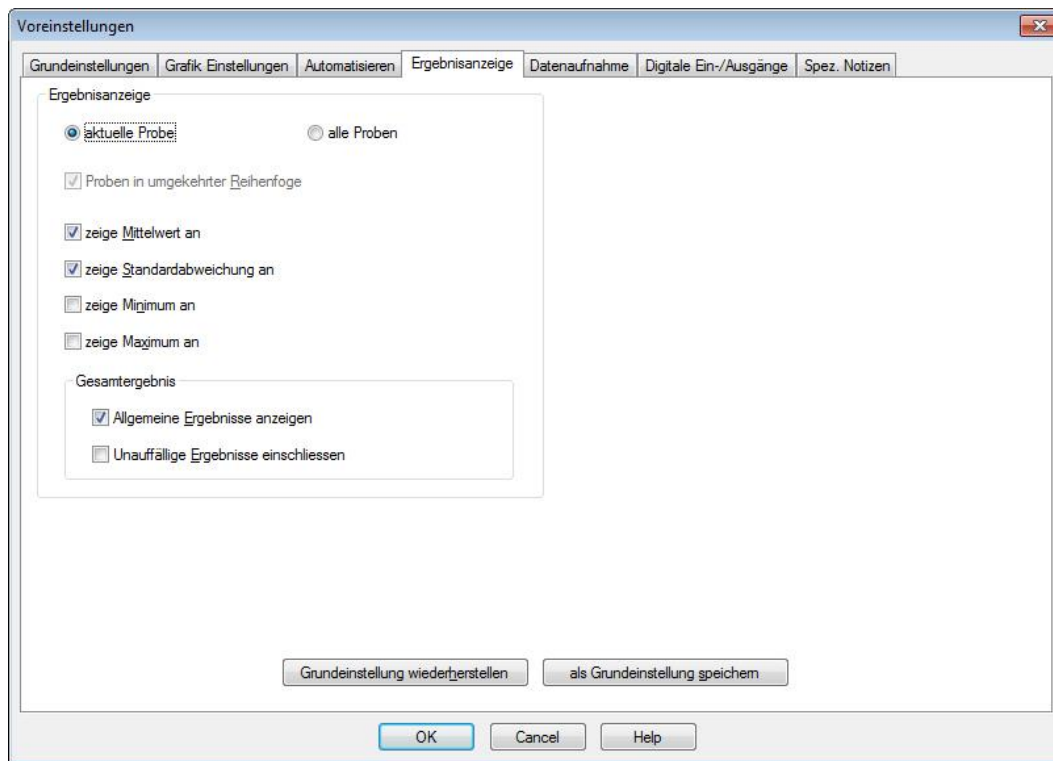 Voreinstellungen
Grundeinstellungen Grafik Einstellungen Automatisieren Ergebnisanzeige Datenaufnahme Digitale Ein-/Ausgänge Spez. Notizen
Ergebnisanzeige
aktuelle Probe alle Proben
Proben in umgekehrter Reihenfoge
zeige Mittelwert an
zeige Standardabweichung an
zeige Minimum an
zeige Maximum an
Gesamtergebnis
Allgemeine Ergebnisse anzeigen
Unauffällige Ergebnisse einschliessen
Grundeinstellung wiederherstellen als Grundeinstellung speichern
OK Cancel Help